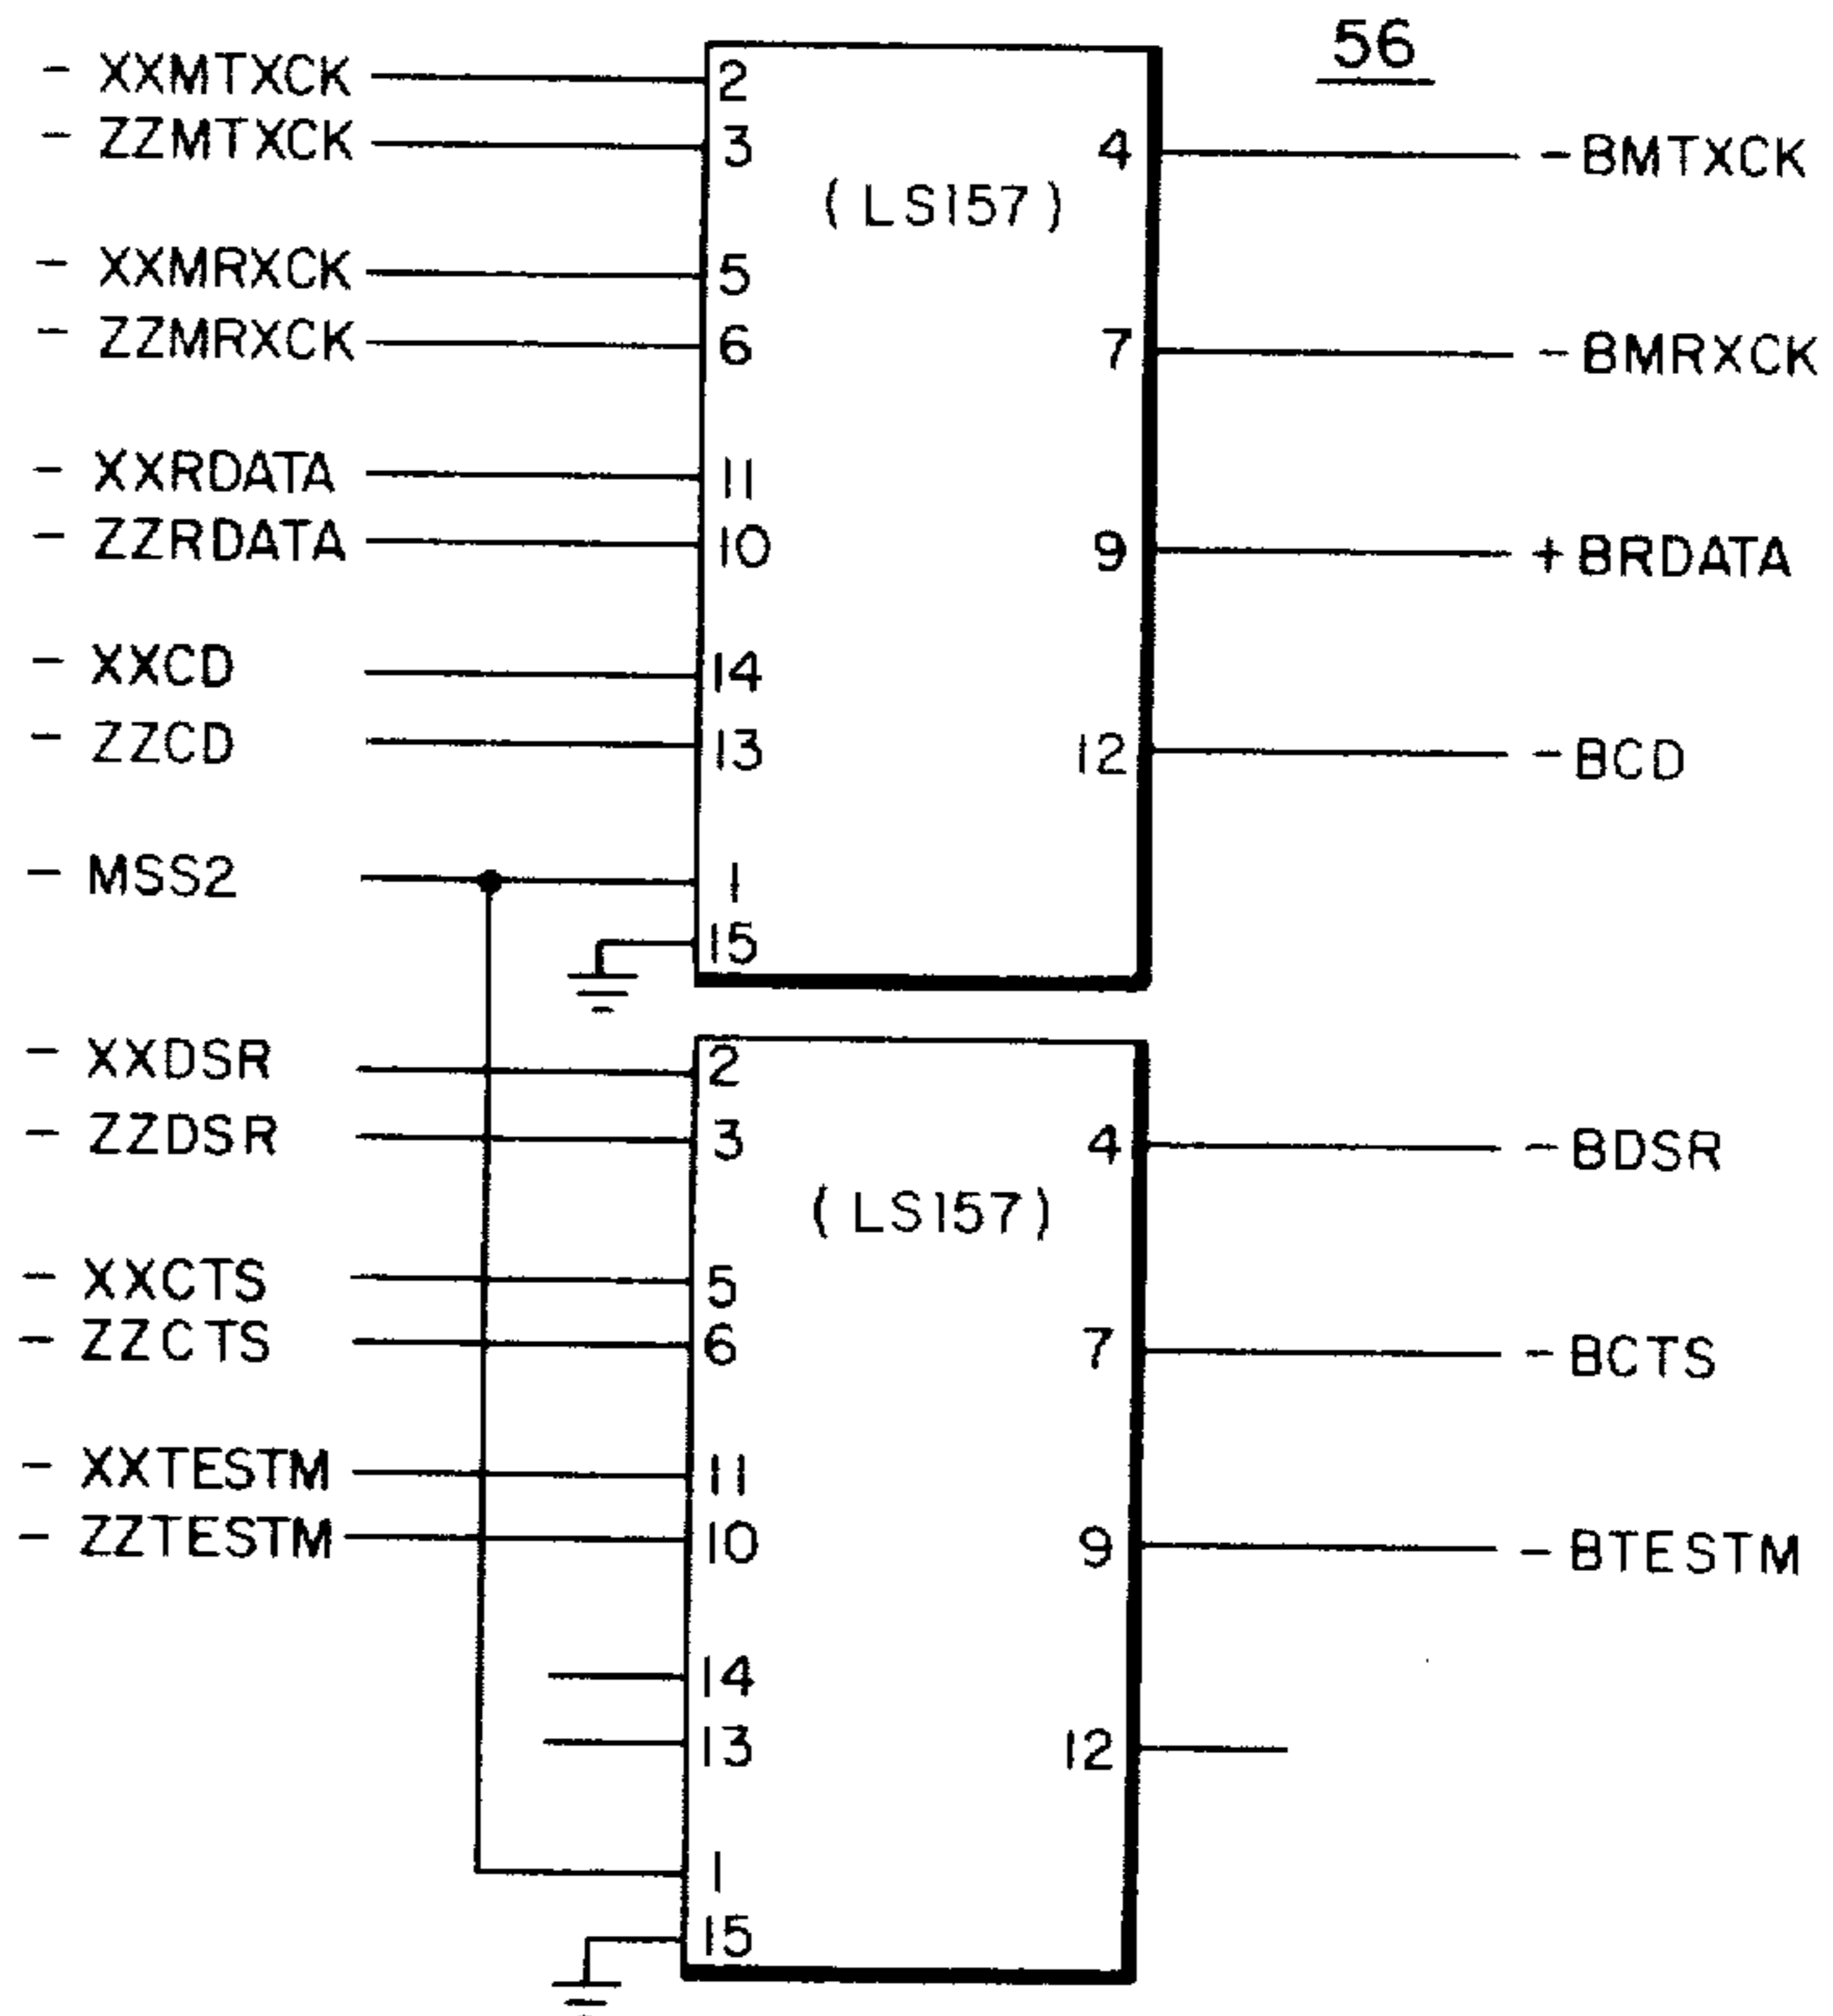 56
- XXMTXCK 2
- ZZMTXCK 3
4 -BMTXCK
(LS157)
- XXMRXCK 5
- ZZMRXCK 6
7 -BMRXCK
- XXRDATA 11
- ZZRDATA 10
9 +BRDATA
- XXCD 14
- ZZCD 13
12 -BCD
- MSS2 1
15
- XXDSR 2
- ZZDSR 3
4 -BDSR
(LS157)
- XXCTS 5
- ZZCTS 6
7 -BCTS
- XXTESTM 11
- ZZTESTM 10
9 -BTESTM
14
13
12
1
15